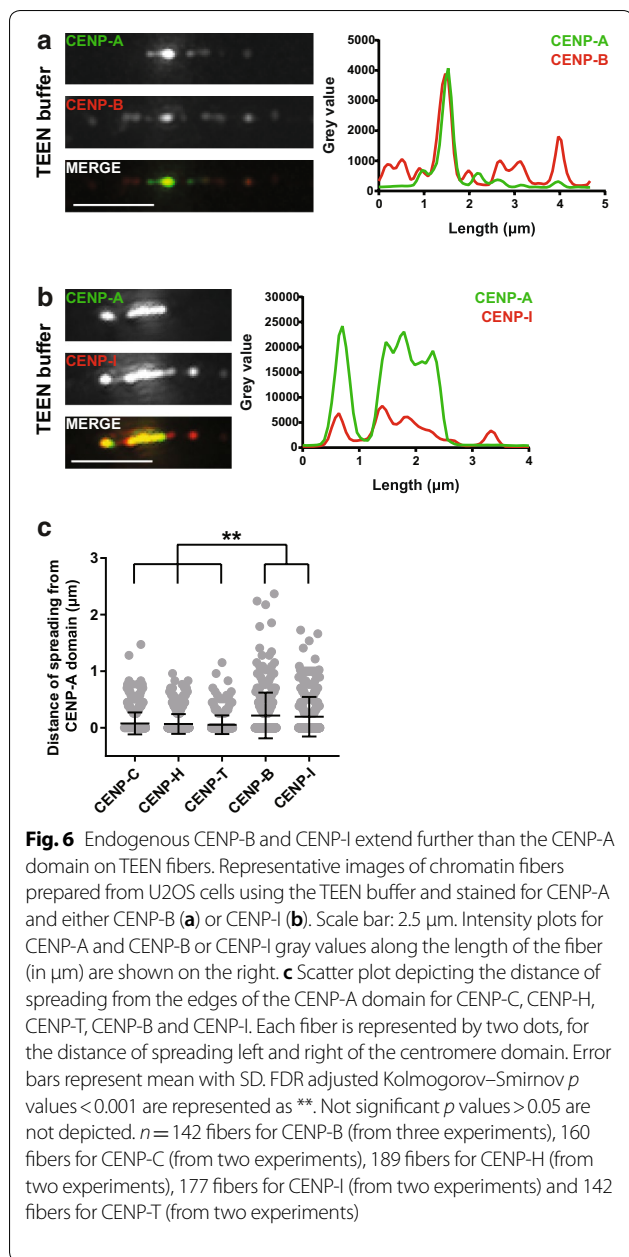 a
TEEN buffer
CENP-A
CENP-B
MERGE
CENP-A
CENP-B
Grey value
5000
4000
3000
2000
1000
0
0 1 2 3 4 5
Length (µm)
b
TEEN buffer
CENP-A
CENP-I
MERGE
CENP-A
CENP-I
Grey value
30000
25000
20000
15000
10000
5000
0
0 1 2 3 4
Length (µm)
c
**
Distance of spreading from
CENP-A domain (µm)
3
2
1
0
CENP-C CENP-H CENP-T CENP-B CENP-I
Fig. 6 Endogenous CENP-B and CENP-I extend further than the CENP-A
domain on TEEN fibers. Representative images of chromatin fibers
prepared from U2OS cells using the TEEN buffer and stained for CENP-A
and either CENP-B (a) or CENP-I (b). Scale bar: 2.5 µm. Intensity plots for
CENP-A and CENP-B or CENP-I gray values along the length of the fiber
(in µm) are shown on the right. c Scatter plot depicting the distance of
spreading from the edges of the CENP-A domain for CENP-C, CENP-H,
CENP-T, CENP-B and CENP-I. Each fiber is represented by two dots, for
the distance of spreading left and right of the centromere domain. Error
bars represent mean with SD. FDR adjusted Kolmogorov–Smirnov p
values < 0.001 are represented as **. Not significant p values > 0.05 are
not depicted. n = 142 fibers for CENP-B (from three experiments), 160
fibers for CENP-C (from two experiments), 189 fibers for CENP-H (from
two experiments), 177 fibers for CENP-I (from two experiments) and 142
fibers for CENP-T (from two experiments)